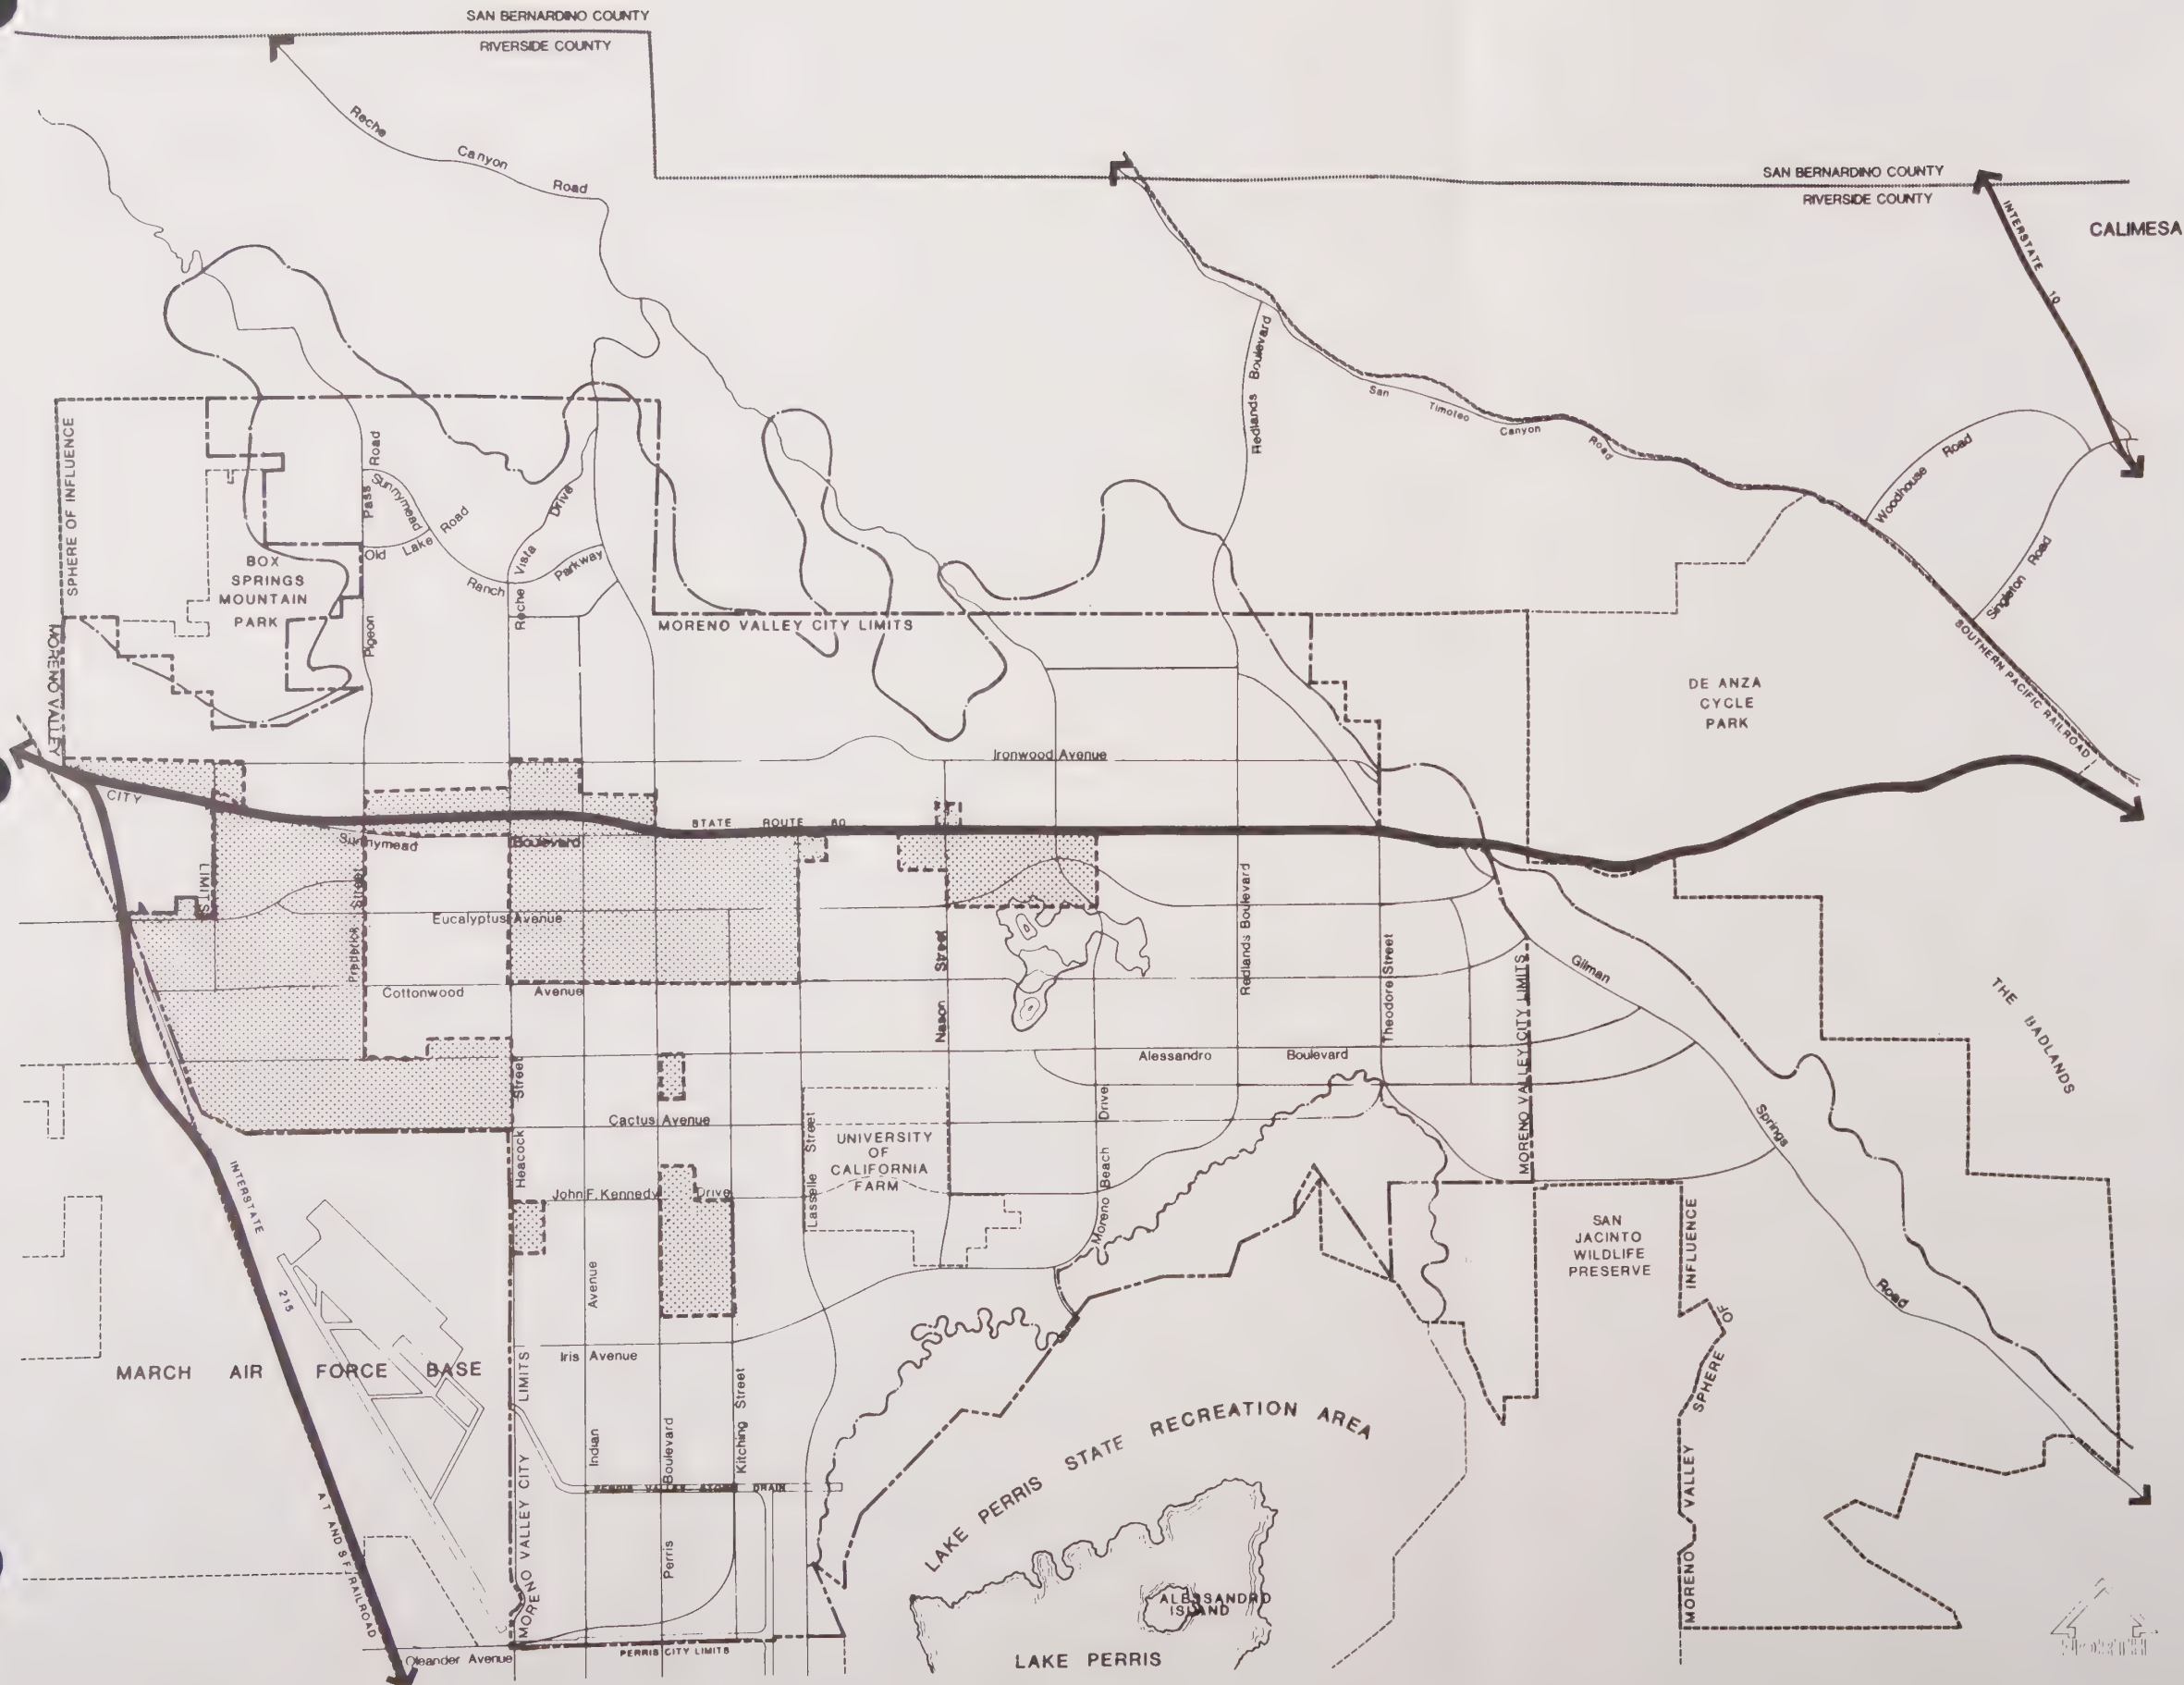 SAN BERNARDINO COUNTY
RIVERSIDE COUNTY
Reche
Canyon
Road
SAN BERNARDINO COUNTY
RIVERSIDE COUNTY
INTERSTATE
10
CALIMESA
Redlands Boulevard
San
Timoteo
Canyon
Road
Woodhouse Road
Singleton Road
SOUTHERN PACIFIC RAILROAD
SPHERE OF INFLUENCE
MORENO VALLEY
BOX
SPRINGS
MOUNTAIN
PARK
Pigeon
Pass
Road
Sunnymead
Ranch
Parkway
Old
Lake
Road
Reche Vista
Drive
MORENO VALLEY CITY LIMITS
DE ANZA
CYCLE
PARK
Ironwood Avenue
CITY
LIMITS
STATE ROUTE 60
Sunnymead
Boulevard
Frederick
Street
Eucalyptus Avenue
Nason
Redlands Boulevard
Theodore Street
MORENO VALLEY CITY LIMITS
Gilman
Springs
Road
THE BADLANDS
Cottonwood Avenue
Alessandro Boulevard
Heacock
Street
Cactus Avenue
Lasselle Street
UNIVERSITY
OF
CALIFORNIA
FARM
Moreno Beach Drive
John F. Kennedy Drive
SAN
JACINTO
WILDLIFE
PRESERVE
INTERSTATE
215
Avenue
Indian
MORENO VALLEY
SPHERE OF
INFLUENCE
MARCH AIR FORCE BASE
Iris Avenue
Kitching Street
Boulevard
Perris
MORENO VALLEY CITY LIMITS
PERRIS VALLEY STORM DRAIN
LAKE PERRIS STATE RECREATION AREA
A T AND S F RAILROAD
ALESSANDRO
ISLAND
Oleander Avenue
PERRIS CITY LIMITS
LAKE PERRIS
NORTH